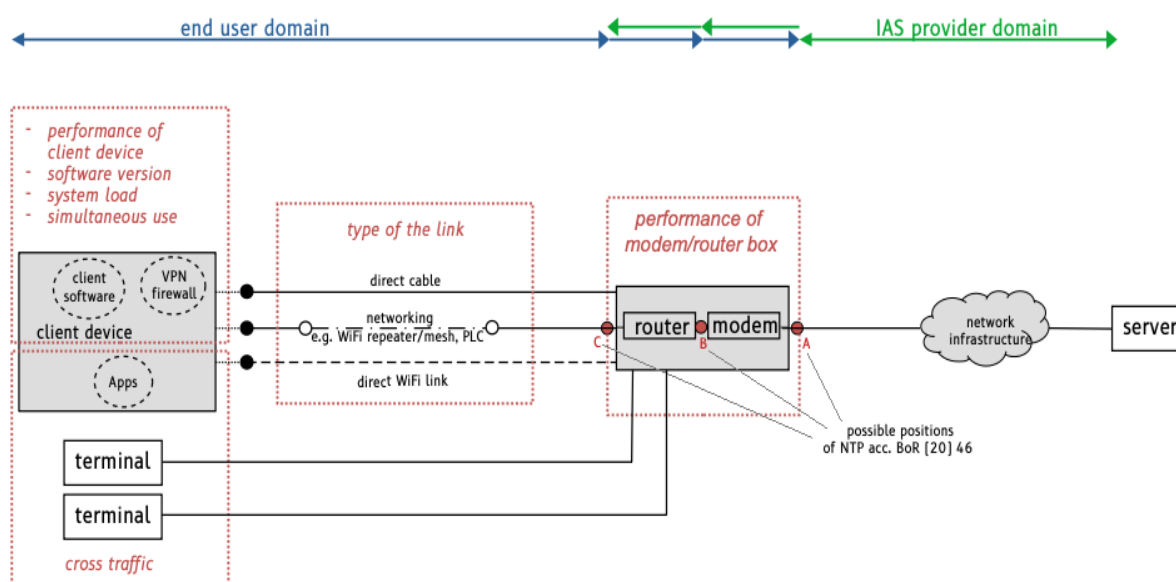 end user domain
IAS provider domain
- performance of
client device
- software version
- system load
- simultaneous use
type of the link
performance of
modem/router box
client
software
VPN
firewall
client device
direct cable
networking
e.g. WiFi repeater/mesh, PLC
direct WiFi link
Apps
router
modem
C
B
A
network
infrastructure
server
possible positions
of NTP acc. BoR (20) 46
terminal
terminal
cross traffic